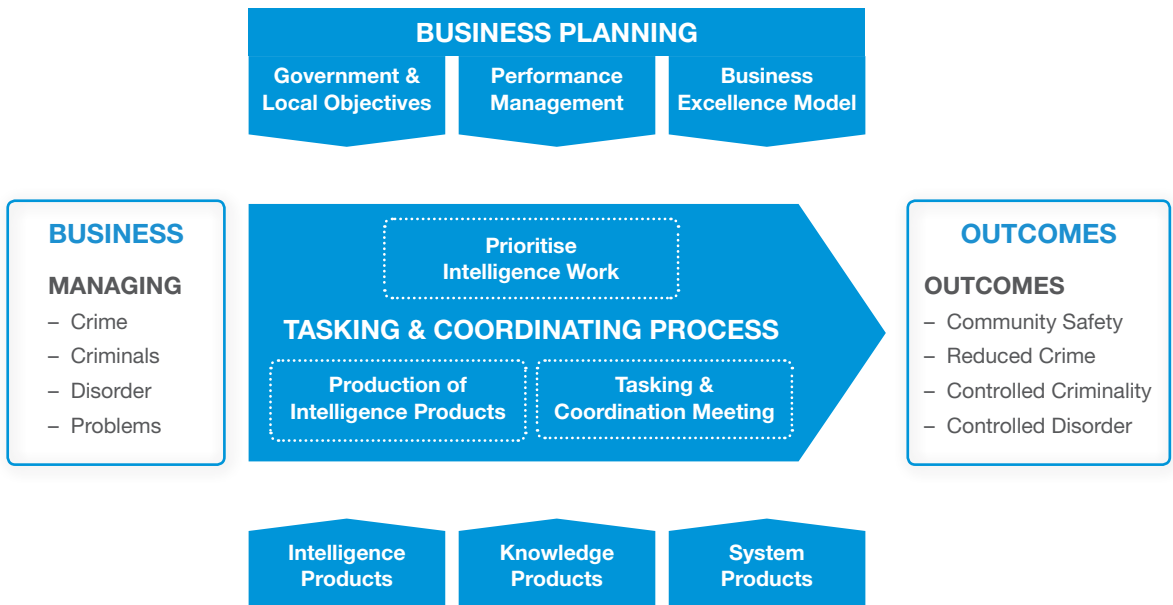 BUSINESS PLANNING
Government &
Local Objectives
Performance
Management
Business
Excellence Model
BUSINESS
MANAGING
– Crime
– Criminals
– Disorder
– Problems
Prioritise
Intelligence Work
TASKING & COORDINATING PROCESS
Production of
Intelligence Products
Tasking &
Coordination Meeting
OUTCOMES
OUTCOMES
– Community Safety
– Reduced Crime
– Controlled Criminality
– Controlled Disorder
Intelligence
Products
Knowledge
Products
System
Products